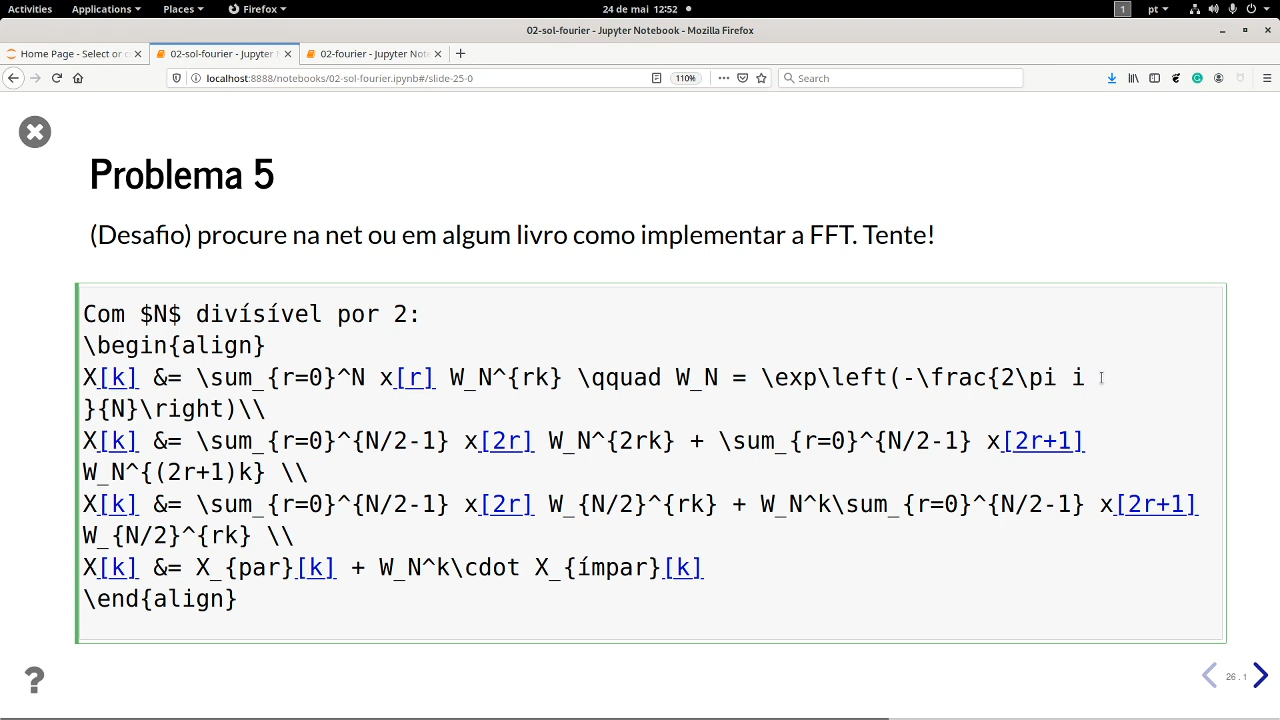 Activities Applications Places Firefox 24 de mai 12:52 1 pt
02-sol-fourier - Jupyter Notebook - Mozilla Firefox
Home Page - Select or c 02-sol-fourier - Jupyter 02-fourier - Jupyter Note
localhost:8888/notebooks/02-sol-fourier.ipynb#/slide-25-0 110% Search
Problema 5
(Desafio) procure na net ou em algum livro como implementar a FFT. Tente!
Com $N$ divísível por 2:
\begin{align}
X[k] &= \sum_{r=0}^N x[r] W_N^{rk} \qquad W_N = \exp\left(-\frac{2\pi i
}{N}\right)\\
X[k] &= \sum_{r=0}^{N/2-1} x[2r] W_N^{2rk} + \sum_{r=0}^{N/2-1} x[2r+1]
W_N^{(2r+1)k} \\
X[k] &= \sum_{r=0}^{N/2-1} x[2r] W_{N/2}^{rk} + W_N^k\sum_{r=0}^{N/2-1} x[2r+1]
W_{N/2}^{rk} \\
X[k] &= X_{par}[k] + W_N^k\cdot X_{ímpar}[k]
\end{align}
? 26 . 1